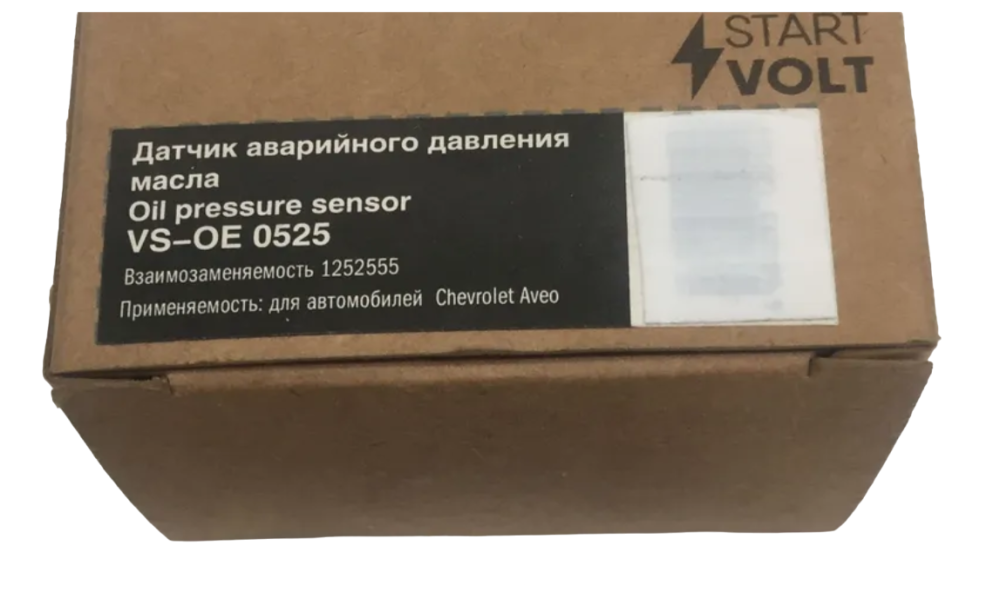 START
VOLT
Датчик аварийного давления
масла
Oil pressure sensor
VS–OE 0525
Взаимозаменяемость 1252555
Применяемость: для автомобилей Chevrolet Aveo